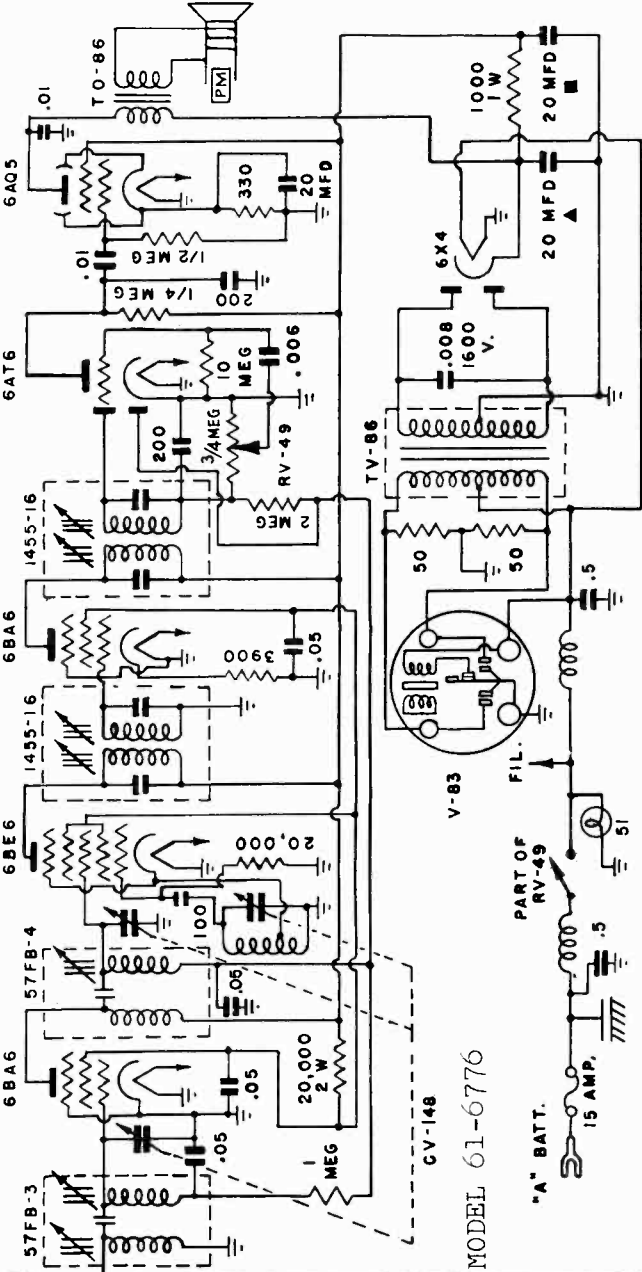 57FB-3
6BA6
57FB-4
6BE6
1455-16
6BA6
1455-16
6AT6
6AQ5
TO-86
.01
PM
.05
.05
1
MEG
20,000
2 W
.05
100
20,000
3900
.05
200
3/4 MEG
RV-49
2 MEG
10
MEG
.006
.01
1/4 MEG
200
1/2 MEG
330
20
MFD
CV-148
MODEL 61-6776
"A" BATT.
15 AMP.
.5
PART OF
RV-49
51
FIL.
V-83
.5
50
50
TV-86
.008
1600
V.
6X4
20 MFD
▲
1000
1 W
20 MFD
■